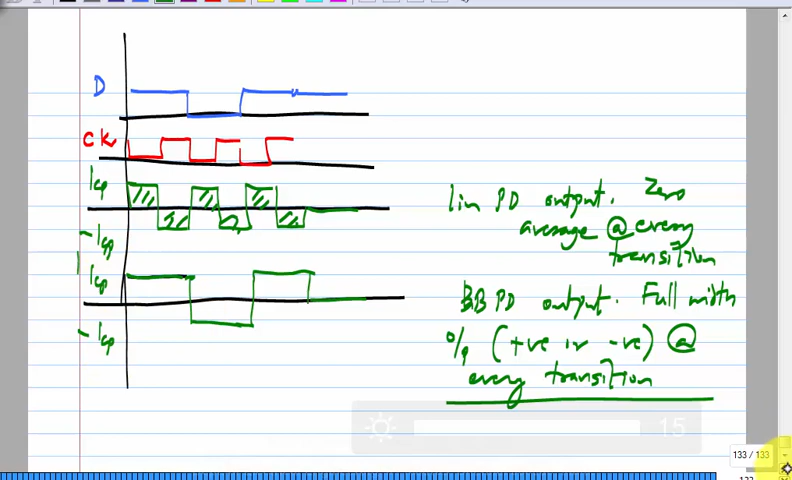 D
CK
Icp
-Icp
Icp
-Icp
lin PD output. Zero
average @ every
transition
BB PD output. Full width
o/p (+ve or -ve) @
every transition
15
133 / 133